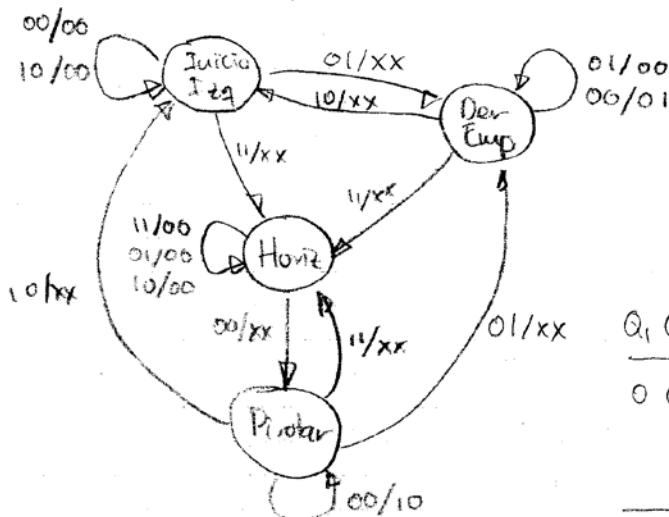 00/00
10/00
Inicio
Izq
01/XX
10/XX
01/00
00/01
Der
Emp
11/XX
11/XX
11/00
01/00
10/00
Horiz
10/XX
00/XX
11/XX
01/XX
Q1
0
Pivotar
00/10